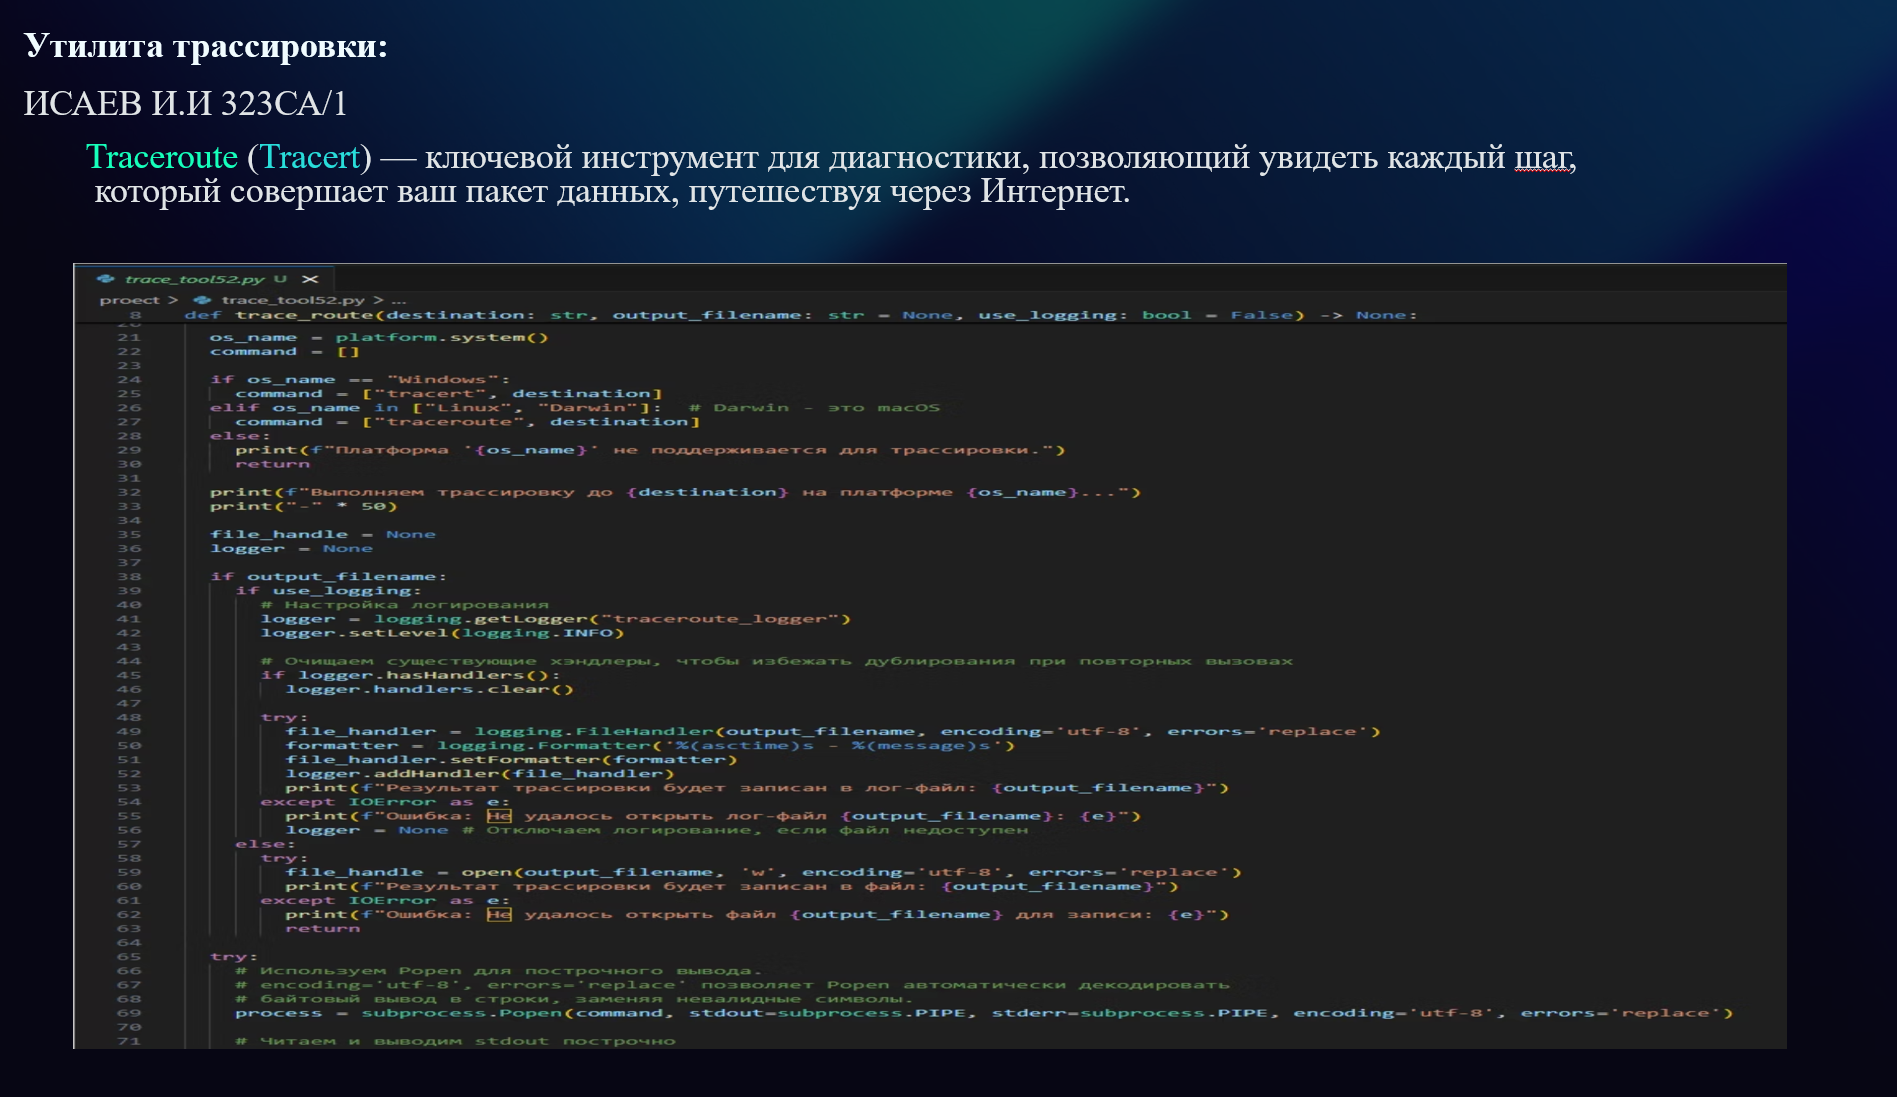 Утилита трассировки:
ИСАЕВ И.И 323СА/1
Traceroute (Tracert) — ключевой инструмент для диагностики, позволяющий увидеть каждый шаг,
который совершает ваш пакет данных, путешествуя через Интернет.
trace_tool52.py U ×
proect > trace_tool52.py > ...
8 def trace_route(destination: str, output_filename: str = None, use_logging: bool = False) -> None:
21 os_name = platform.system()
22 command = []
23
24 if os_name == "Windows":
25 command = ["tracert", destination]
26 elif os_name in ["Linux", "Darwin"]: # Darwin - это macOS
27 command = ["traceroute", destination]
28 else:
29 print(f"Платформа '{os_name}' не поддерживается для трассировки.")
30 return
31
32 print(f"Выполняем трассировку до {destination} на платформе {os_name}...")
33 print("-" * 50)
34
35 file_handle = None
36 logger = None
37
38 if output_filename:
39 if use_logging:
40 # Настройка логирования
41 logger = logging.getLogger("traceroute_logger")
42 logger.setLevel(logging.INFO)
43
44 # Очищаем существующие хэндлеры, чтобы избежать дублирования при повторных вызовах
45 if logger.hasHandlers():
46 logger.handlers.clear()
47
48 try:
49 file_handler = logging.FileHandler(output_filename, encoding='utf-8', errors='replace')
50 formatter = logging.Formatter('%(asctime)s - %(message)s')
51 file_handler.setFormatter(formatter)
52 logger.addHandler(file_handler)
53 print(f"Результат трассировки будет записан в лог-файл: {output_filename}")
54 except IOError as e:
55 print(f"Ошибка: Не удалось открыть лог-файл {output_filename}: {e}")
56 logger = None # Отключаем логирование, если файл недоступен
57 else:
58 try:
59 file_handle = open(output_filename, 'w', encoding='utf-8', errors='replace')
60 print(f"Результат трассировки будет записан в файл: {output_filename}")
61 except IOError as e:
62 print(f"Ошибка: Не удалось открыть файл {output_filename} для записи: {e}")
63 return
64
65 try:
66 # Используем Popen для построчного вывода.
67 # encoding='utf-8', errors='replace' позволяет Popen автоматически декодировать
68 # байтовый вывод в строки, заменяя невалидные символы.
69 process = subprocess.Popen(command, stdout=subprocess.PIPE, stderr=subprocess.PIPE, encoding='utf-8', errors='replace')
70
71 # Читаем и выводим stdout построчно